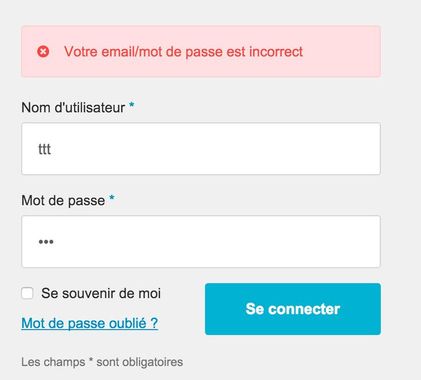 Votre email/mot de passe est incorrect
Nom d'utilisateur *
ttt
Mot de passe *
•••
Se souvenir de moi
Se connecter
Mot de passe oublié ?
Les champs * sont obligatoires